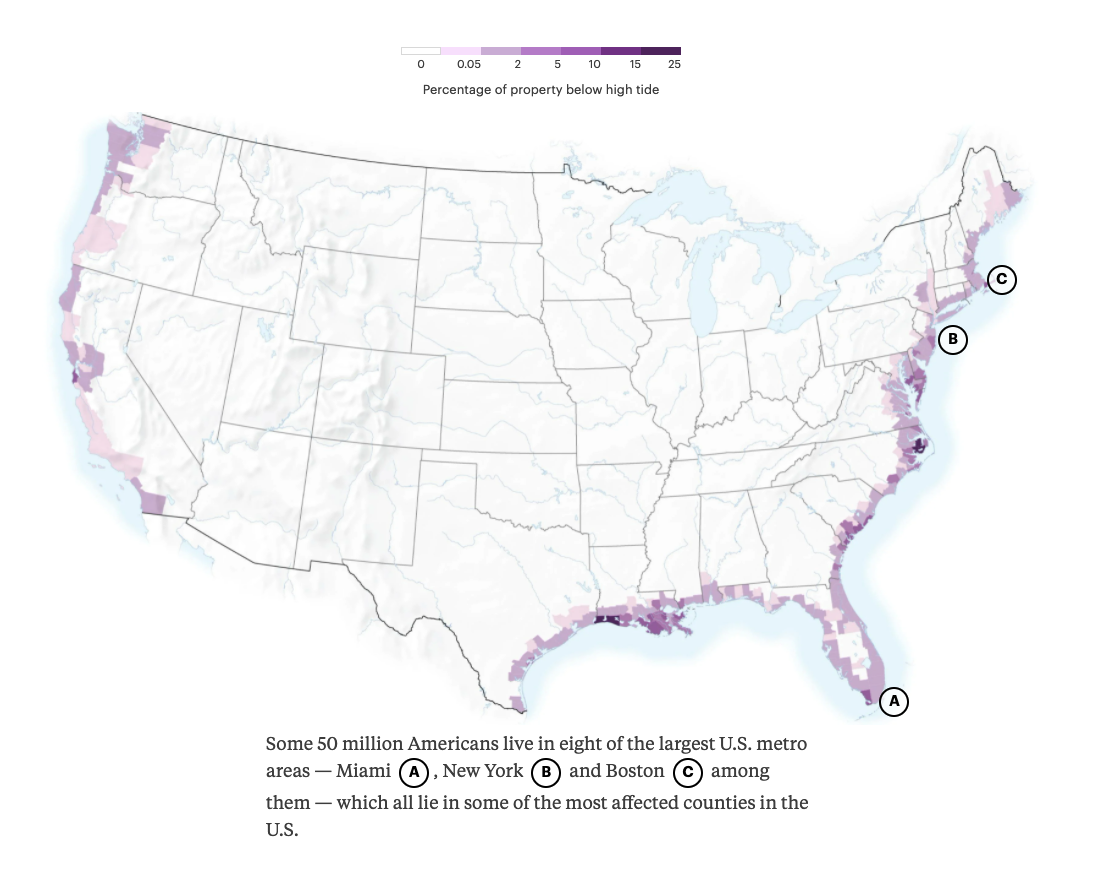 0 0.05 2 5 10 15 25
Percentage of property below high tide
C
B
A
Some 50 million Americans live in eight of the largest U.S. metro
areas — Miami A , New York B and Boston C among
them — which all lie in some of the most affected counties in the
U.S.